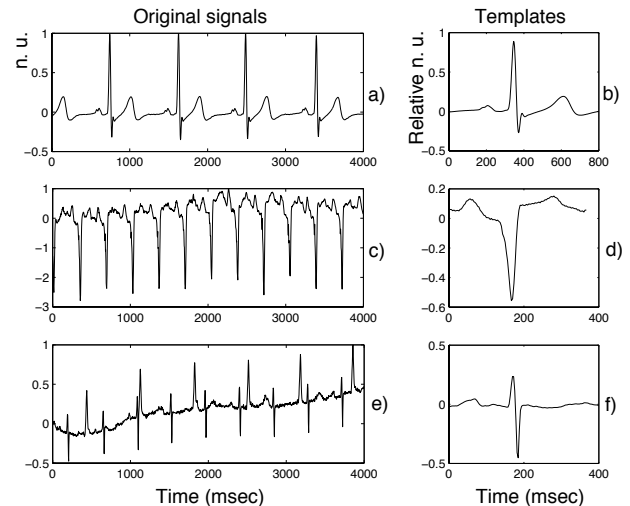 Original signals
Templates
n. u.
1
0.5
0
−0.5
0 1000 2000 3000 4000
a)
Relative n. u.
1
0.5
0
−0.5
0 200 400 600 800
b)
1
0
−1
−2
−3
0 1000 2000 3000 4000
c)
0.2
0
−0.2
−0.4
−0.6
0 200 400
d)
1
0.5
0
−0.5
0 1000 2000 3000 4000
e)
Time (msec)
0.5
0
−0.5
0 200 400
f)
Time (msec)